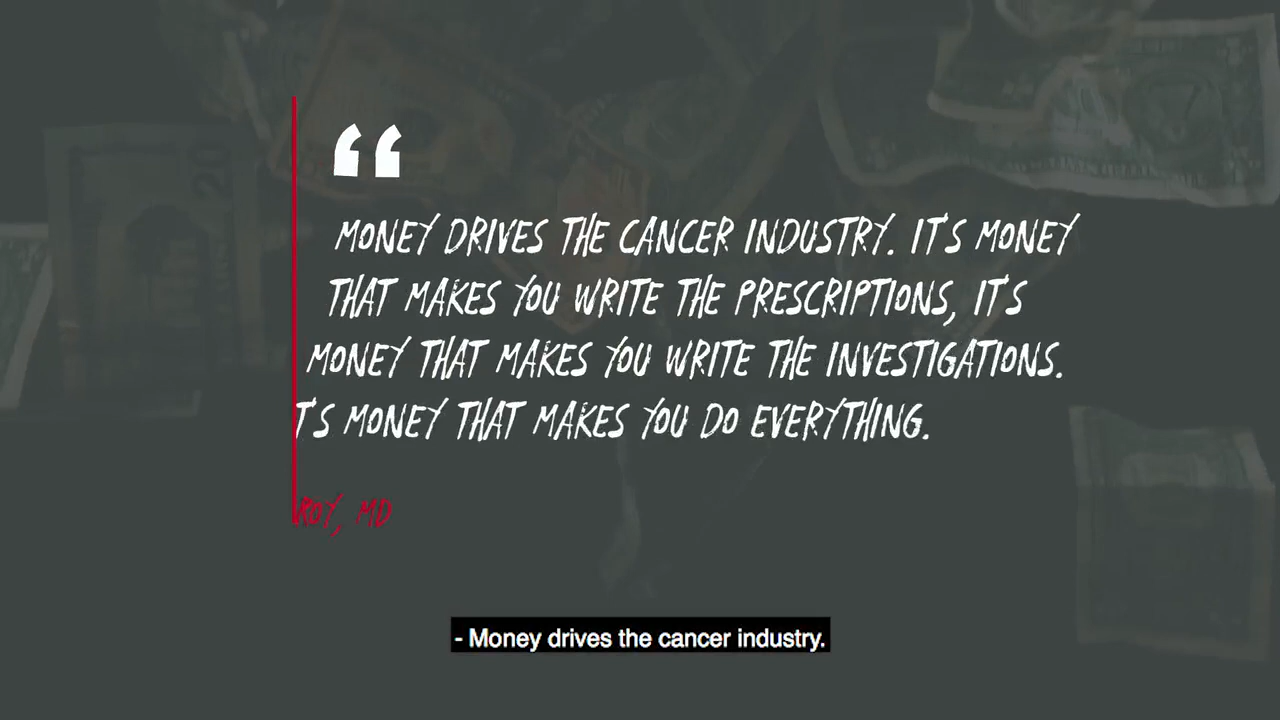 “
MONEY DRIVES THE CANCER INDUSTRY. IT'S MONEY
THAT MAKES YOU WRITE THE PRESCRIPTIONS, IT'S
MONEY THAT MAKES YOU WRITE THE INVESTIGATIONS.
T'S MONEY THAT MAKES YOU DO EVERYTHING.
ROY, MD
- Money drives the cancer industry.